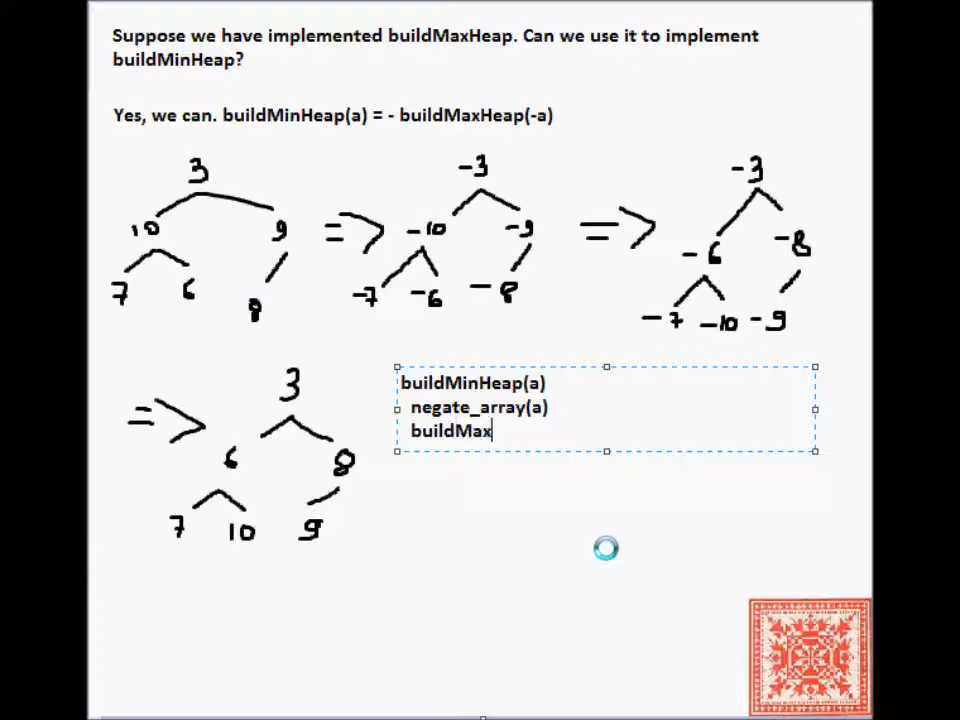 Suppose we have implemented buildMaxHeap. Can we use it to implement
buildMinHeap?
Yes, we can. buildMinHeap(a) = - buildMaxHeap(-a)
3
10 9
7 6 8
=>
-3
-10 -9
-7 -6 -8
=>
-3
-6 -8
-7 -10 -9
=>
3
6 8
7 10 9
buildMinHeap(a)
negate_array(a)
buildMax